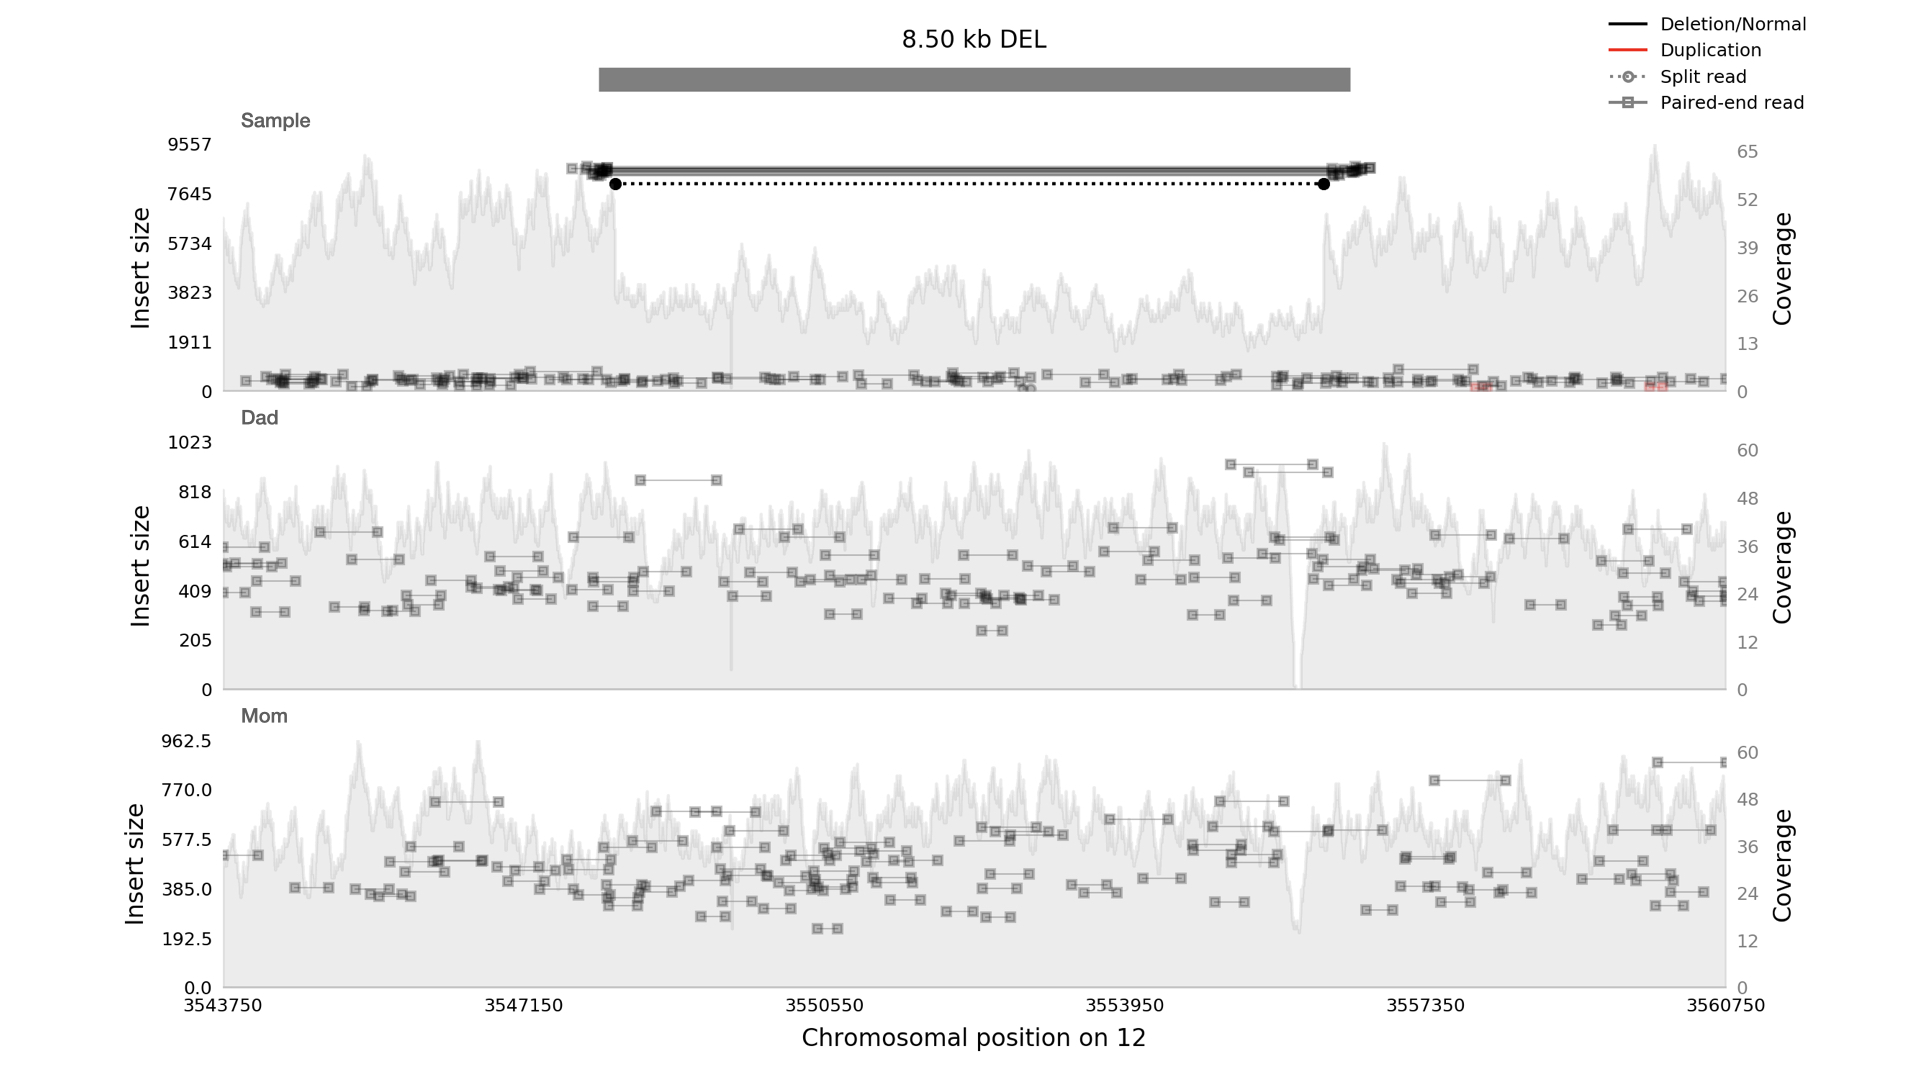 8.50 kb DEL
Deletion/Normal
Duplication
Split read
Paired-end read
Sample
9557
7645
5734
3823
1911
0
Insert size
65
52
39
26
13
0
Coverage
Dad
1023
818
614
409
205
0
Insert size
60
48
36
24
12
0
Coverage
Mom
962.5
770.0
577.5
385.0
192.5
0.0
Insert size
60
48
36
24
12
0
Coverage
3543750 3547150 3550550 3553950 3557350 3560750
Chromosomal position on 12